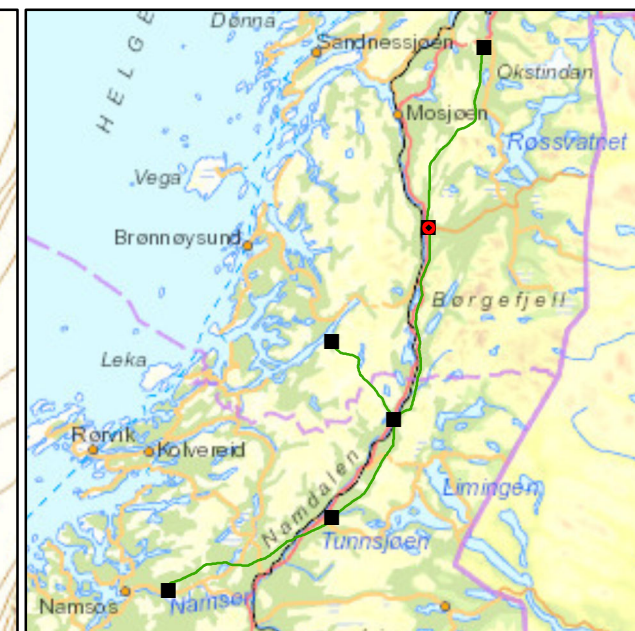 Dønna
Sandnessjøen
HELGE
Okstindan
Mosjøen
Røssvatnet
Vega
Brønnøysund
Børgefjell
Leka
Rørvik
Kolvereid
Namdalen
Limingen
Tunnsjøen
Namsos
Namsen